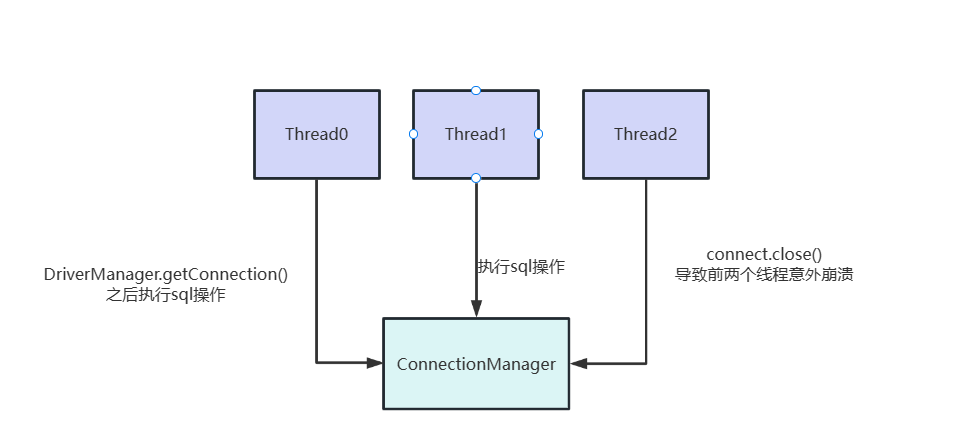 Thread0
Thread1
Thread2
DriverManager.getConnection()
之后执行sql操作
执行sql操作
connect.close()
导致前两个线程意外崩溃
ConnectionManager